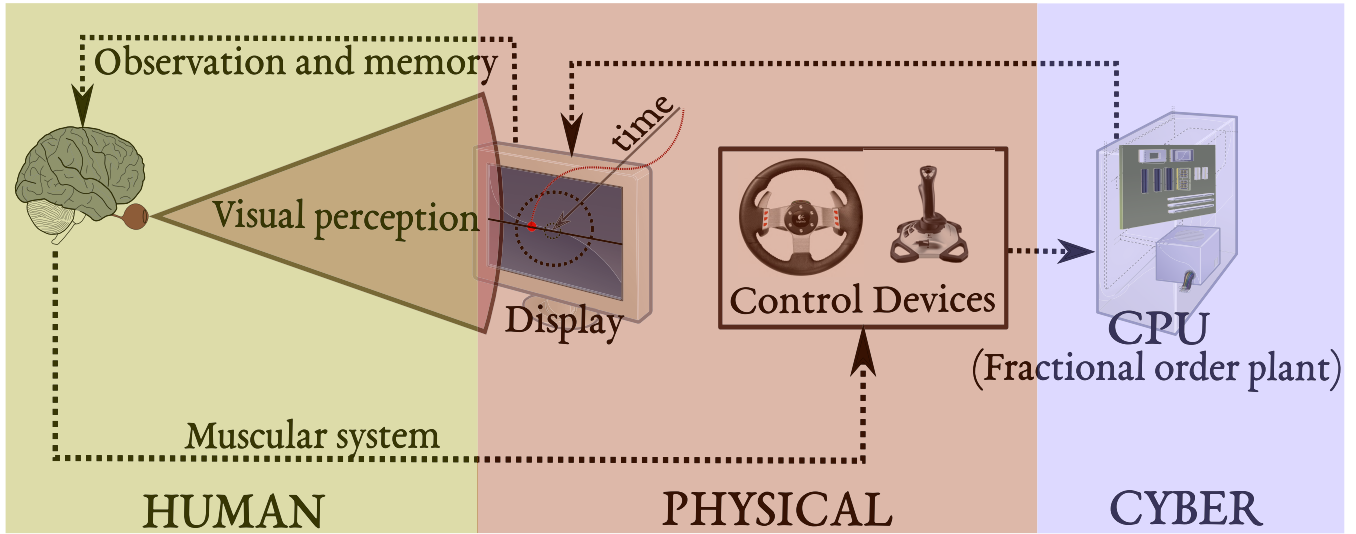 Observation and memory
time
Visual perception
Display
Control Devices
CPU
(Fractional order plant)
Muscular system
HUMAN
PHYSICAL
CYBER